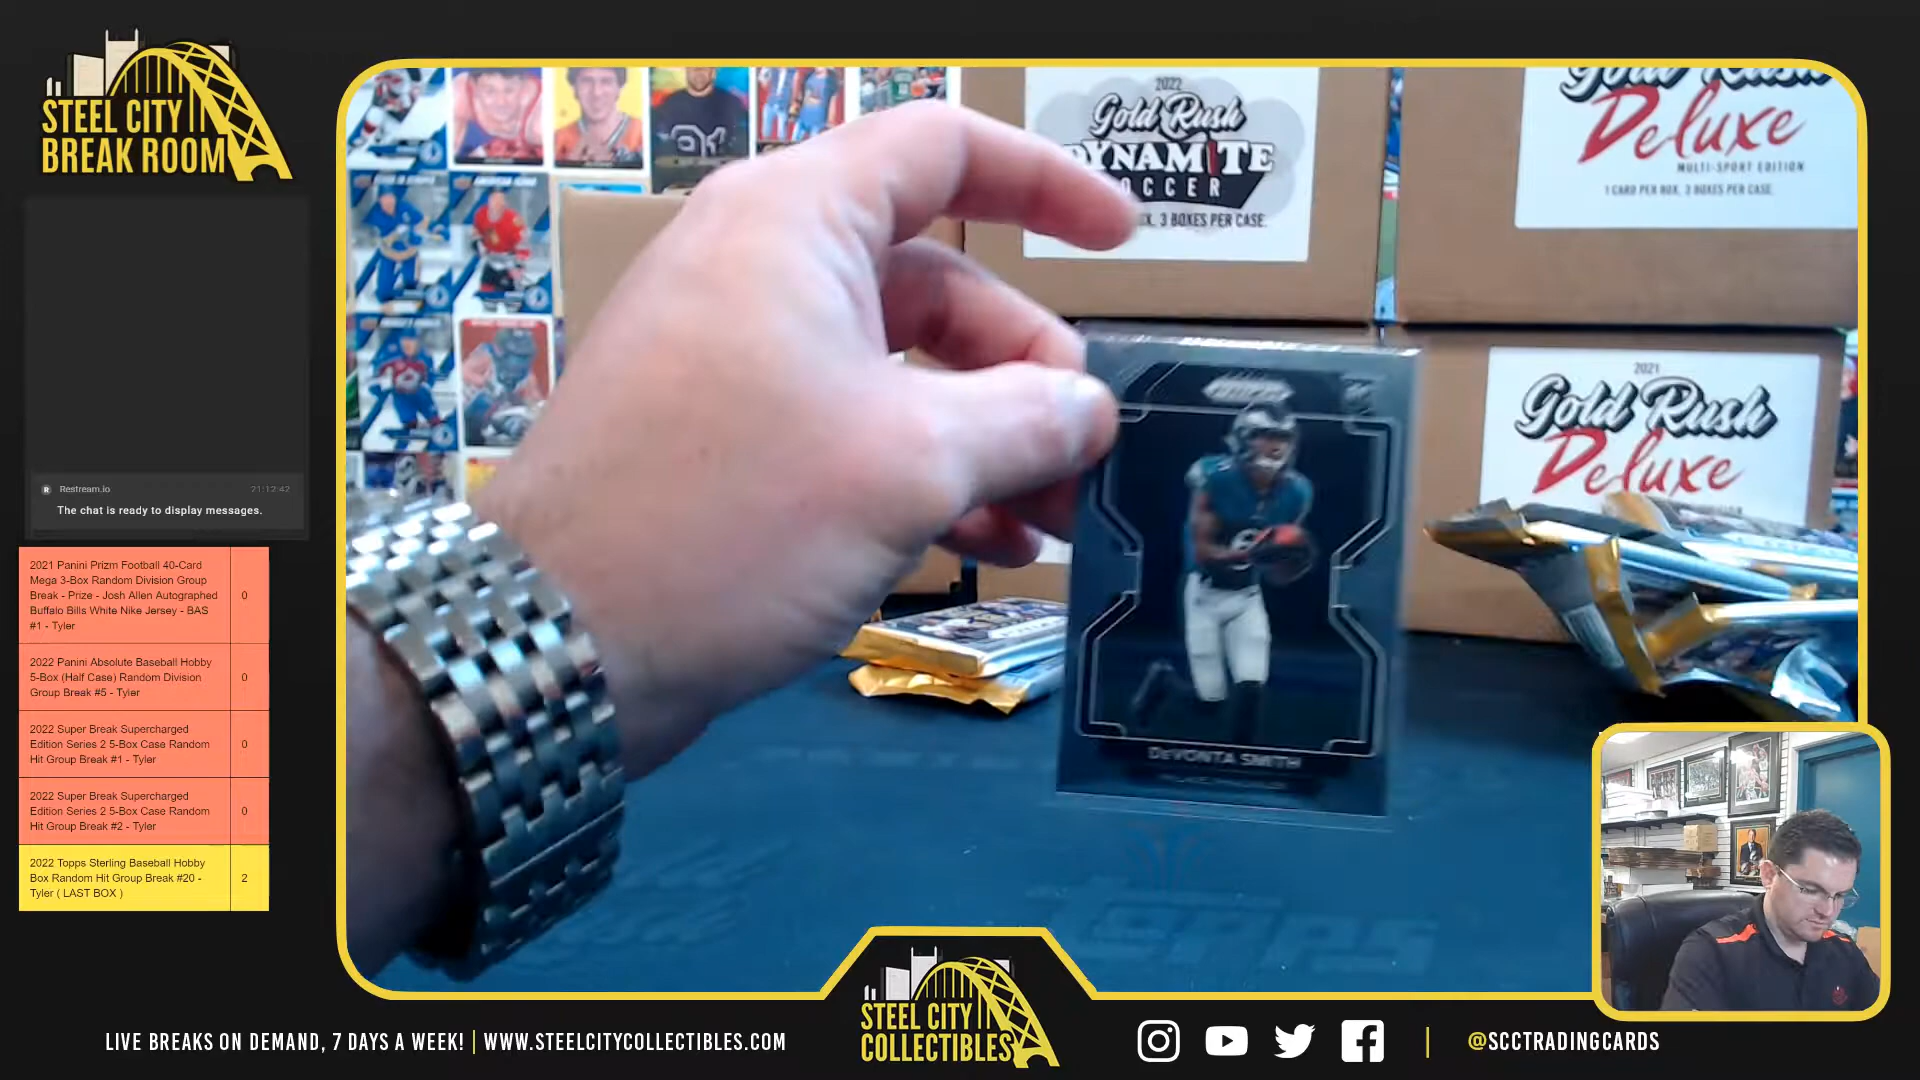 STEEL CITY
BREAK ROOM
Restream.io
21:12:42
The chat is ready to display messages.
2021 Panini Prizm Football 40-Card
Mega 3-Box Random Division Group
Break - Prize - Josh Allen Autographed
Buffalo Bills White Nike Jersey - BAS
#1 - Tyler
0
2022 Panini Absolute Baseball Hobby
5-Box (Half Case) Random Division
Group Break #5 - Tyler
0
2022 Super Break Supercharged
Edition Series 2 5-Box Case Random
Hit Group Break #1 - Tyler
0
2022 Super Break Supercharged
Edition Series 2 5-Box Case Random
Hit Group Break #2 - Tyler
0
2022 Topps Sterling Baseball Hobby
Box Random Hit Group Break #20 -
Tyler ( LAST BOX )
2
2022
Gold Rush
DYNAMITE
OCCER
X. 3 BOXES PER CASE.
Gold Rush
Deluxe
MULTI-SPORT EDITION
1 CARD PER BOX, 3 BOXES PER CASE.
2021
Gold Rush
Deluxe
DEVONTA SMITH
topps
LIVE BREAKS ON DEMAND, 7 DAYS A WEEK! | WWW.STEELCITYCOLLECTIBLES.COM
STEEL CITY
COLLECTIBLES
@SCCTRADINGCARDS